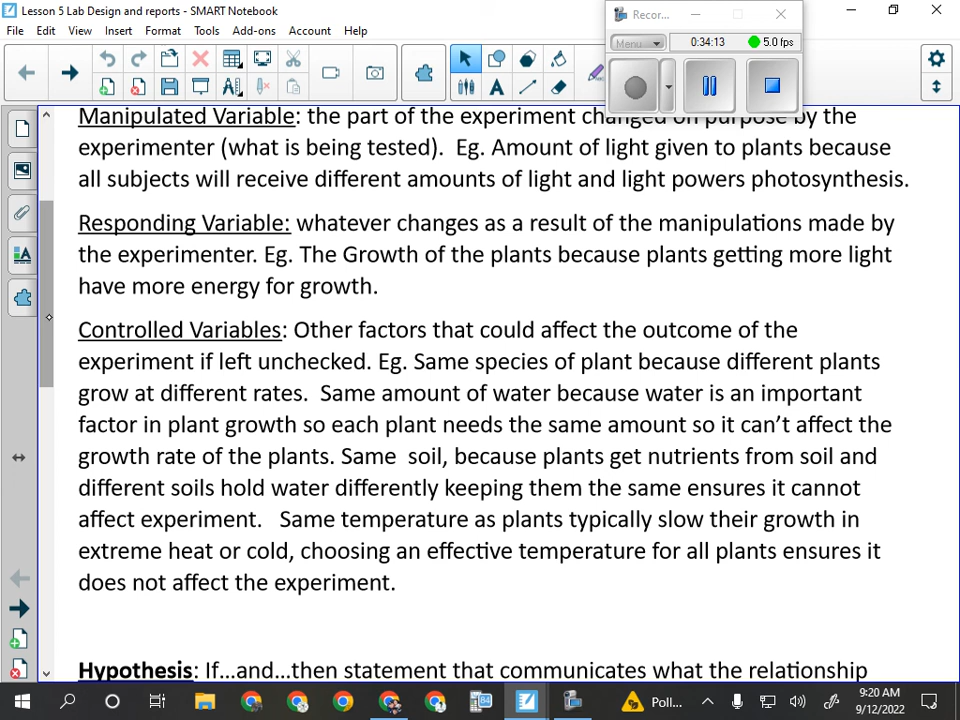 Lesson 5 Lab Design and reports - SMART Notebook
Recor...
File Edit View Insert Format Tools Add-ons Account Help
Menu 0:34:13 5.0 fps
Manipulated Variable: the part of the experiment changed on purpose by the
experimenter (what is being tested).  Eg. Amount of light given to plants because
all subjects will receive different amounts of light and light powers photosynthesis.
Responding Variable: whatever changes as a result of the manipulations made by
the experimenter. Eg. The Growth of the plants because plants getting more light
have more energy for growth.
Controlled Variables: Other factors that could affect the outcome of the
experiment if left unchecked. Eg. Same species of plant because different plants
grow at different rates.  Same amount of water because water is an important
factor in plant growth so each plant needs the same amount so it can't affect the
growth rate of the plants. Same  soil, because plants get nutrients from soil and
different soils hold water differently keeping them the same ensures it cannot
affect experiment.   Same temperature as plants typically slow their growth in
extreme heat or cold, choosing an effective temperature for all plants ensures it
does not affect the experiment.
Hypothesis: If...and...then statement that communicates what the relationship
Poll...
9:20 AM
9/12/2022